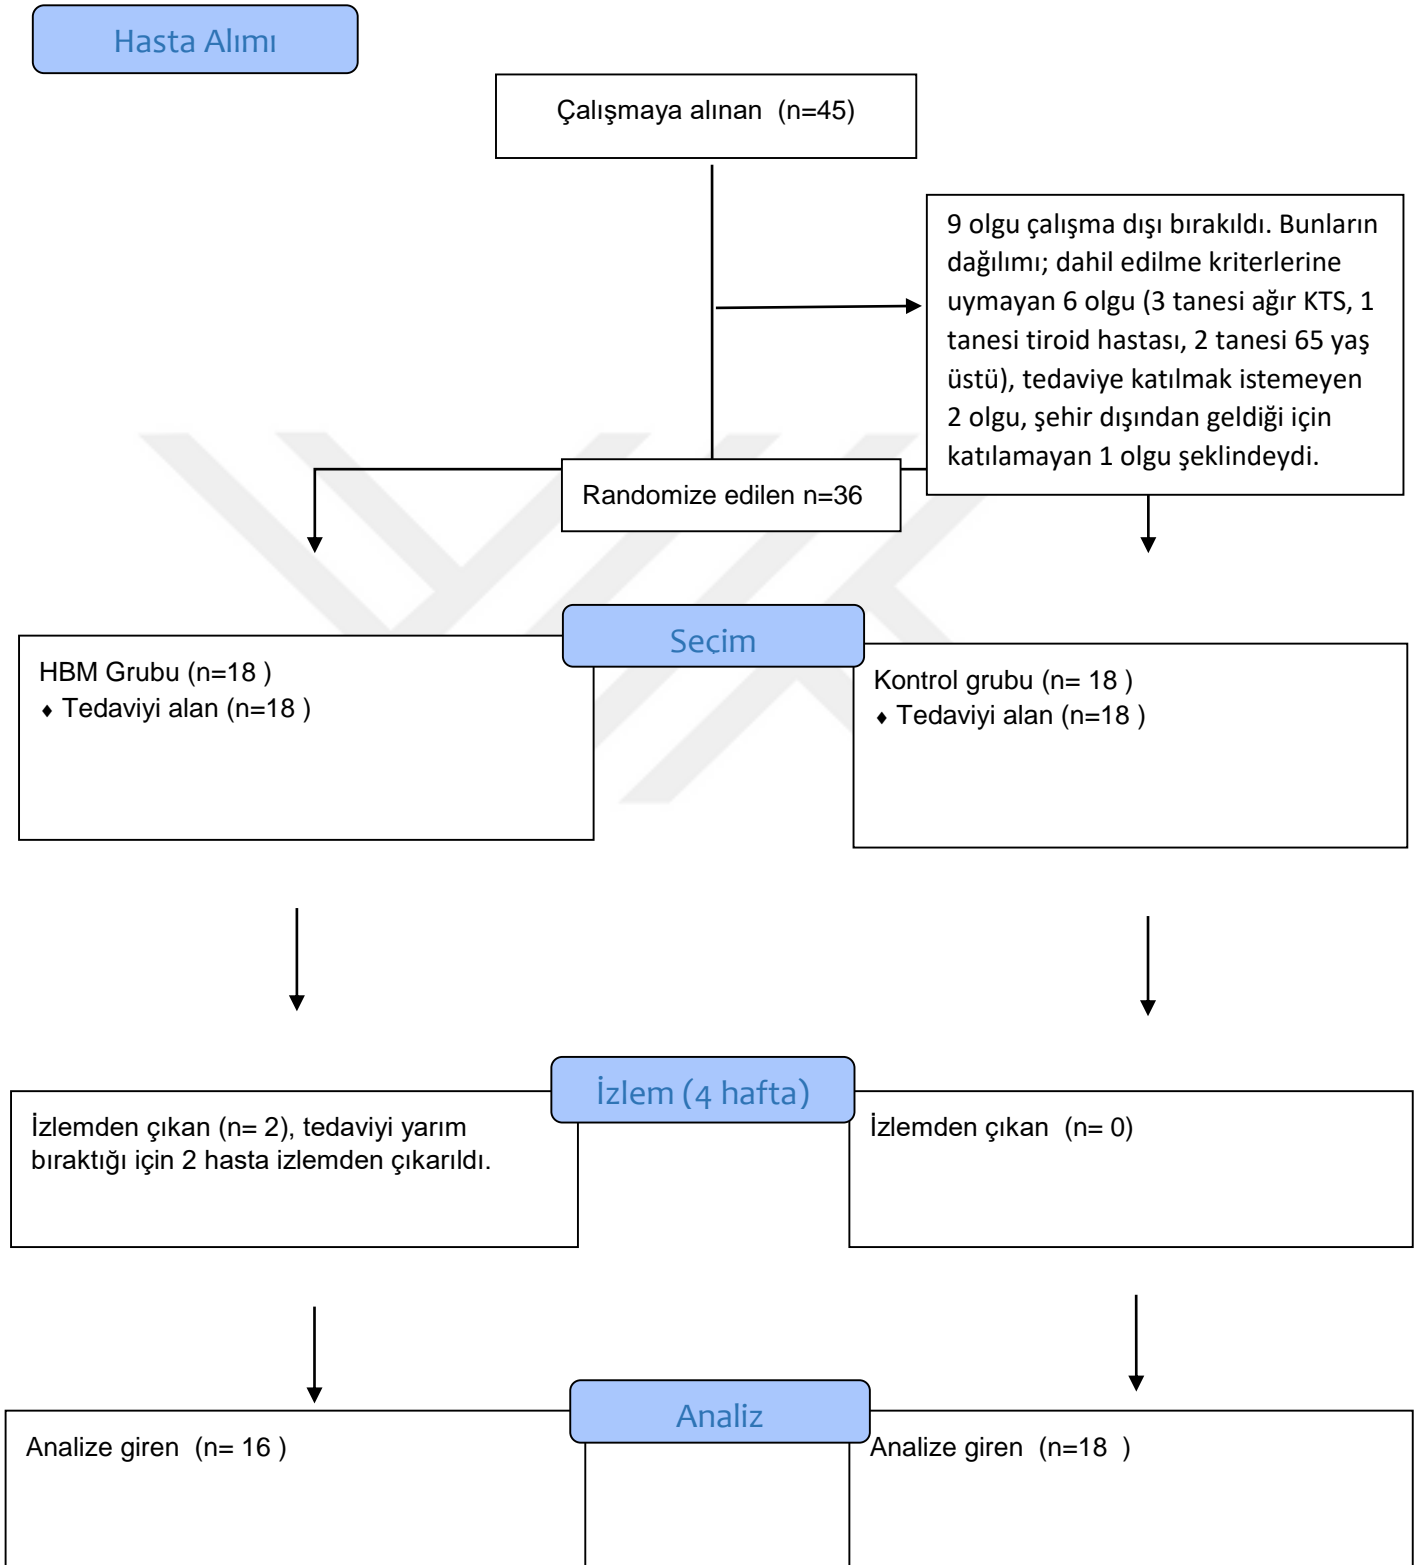 Hasta Alımı
Çalışmaya alınan (n=45)
9 olgu çalışma dışı bırakıldı. Bunların
dağılımı; dahil edilme kriterlerine
uymayan 6 olgu (3 tanesi ağır KTS, 1
tanesi tiroid hastası, 2 tanesi 65 yaş
üstü), tedaviye katılmak istemeyen
2 olgu, şehir dışından geldiği için
katılamayan 1 olgu şeklindeydi.
Randomize edilen n=36
Seçim
HBM Grubu (n=18 )
♦ Tedaviyi alan (n=18 )
Kontrol grubu (n= 18 )
♦ Tedaviyi alan (n=18 )
İzlem (4 hafta)
İzlemden çıkan (n= 2), tedaviyi yarım
bıraktığı için 2 hasta izlemden çıkarıldı.
İzlemden çıkan (n= 0)
Analiz
Analize giren (n= 16 )
Analize giren (n=18 )